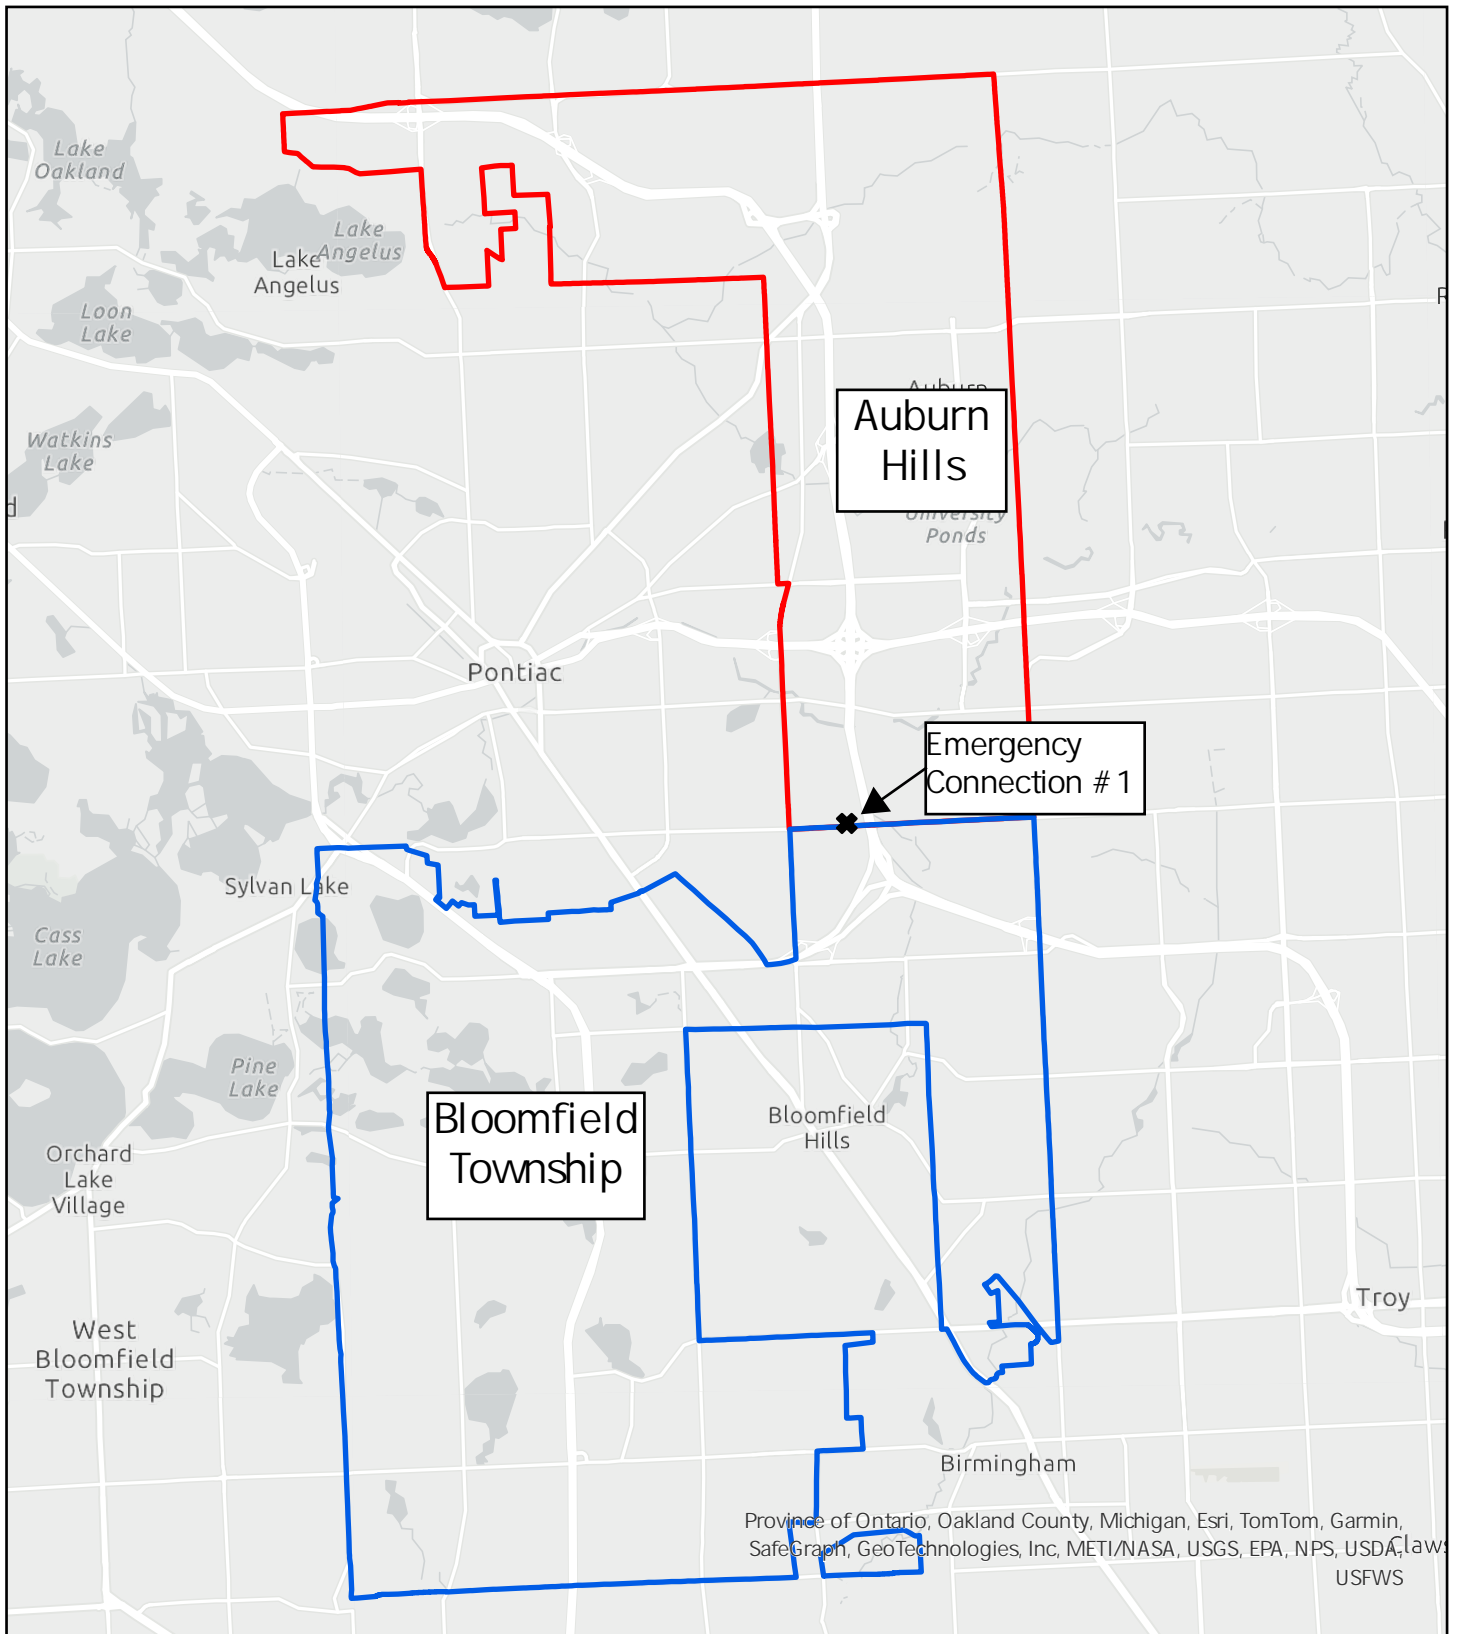 Lake
Oakland
Lake
Angelus
Lake
Angelus
Loon
Lake
Auburn
Auburn
Hills
Watkins
Lake
d
University
Ponds
Pontiac
Emergency
Connection #1
Sylvan Lake
Cass
Lake
Pine
Lake
Bloomfield
Township
Bloomfield
Hills
Orchard
Lake
Village
Troy
West
Bloomfield
Township
Birmingham
Province of Ontario, Oakland County, Michigan, Esri, TomTom, Garmin,
SafeGraph, GeoTechnologies, Inc, METI/NASA, USGS, EPA, NPS, USDA,
USFWS
Claws